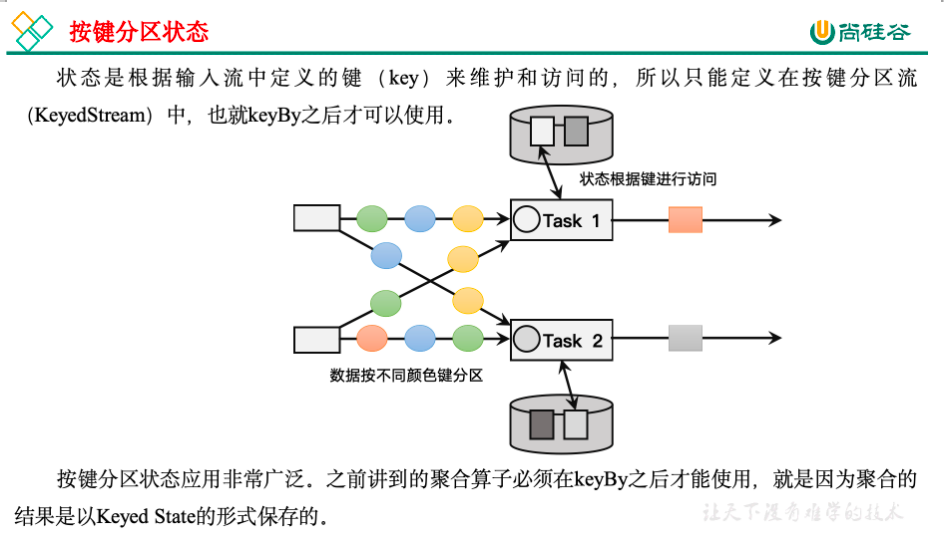 按键分区状态
尚硅谷
状态是根据输入流中定义的键（key）来维护和访问的，所以只能定义在按键分区流
（KeyedStream）中，也就keyBy之后才可以使用。
状态根据键进行访问
Task 1
Task 2
数据按不同颜色键分区
按键分区状态应用非常广泛。之前讲到的聚合算子必须在keyBy之后才能使用，就是因为聚合的
结果是以Keyed State的形式保存的。
让天下没有难学的技术